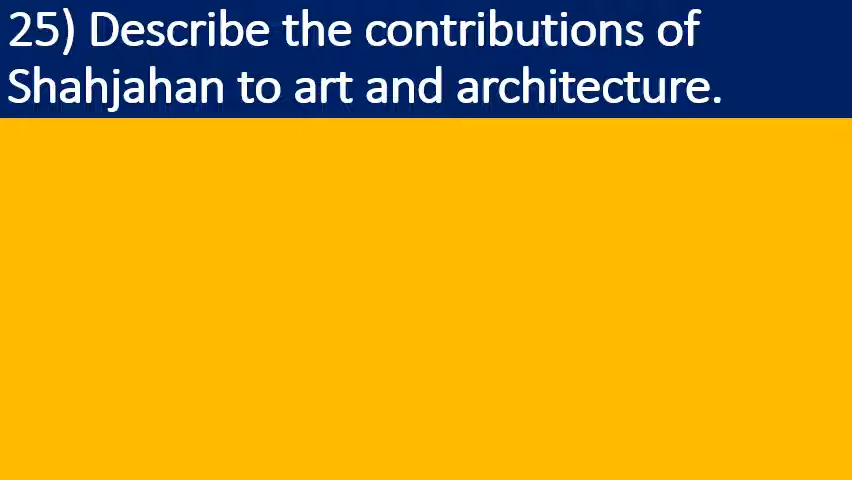 25) Describe the contributions of
Shahjahan to art and architecture.